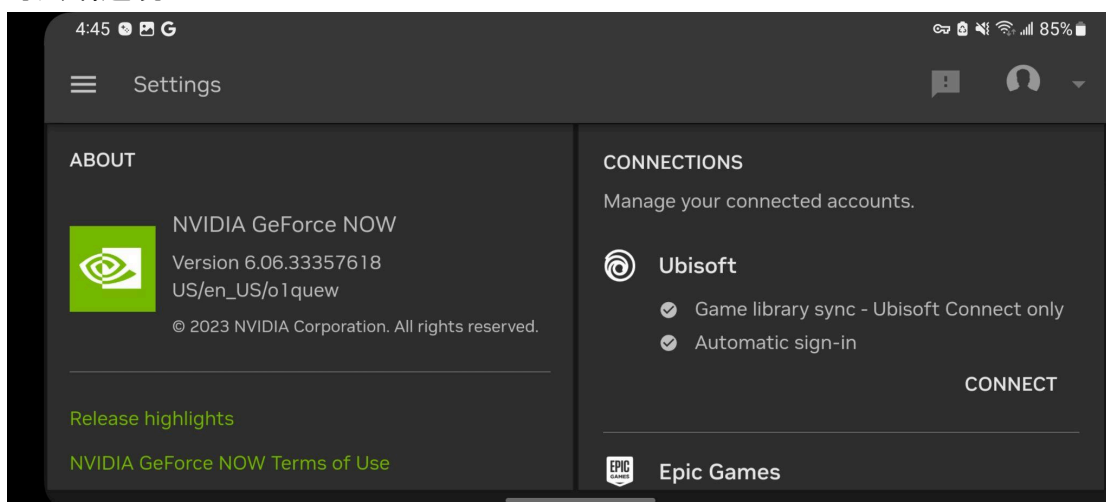 4:45 G
85%
Settings
ABOUT
NVIDIA GeForce NOW
Version 6.06.33357618
US/en_US/o1quew
© 2023 NVIDIA Corporation. All rights reserved.
Release highlights
NVIDIA GeForce NOW Terms of Use
CONNECTIONS
Manage your connected accounts.
Ubisoft
Game library sync - Ubisoft Connect only
Automatic sign-in
CONNECT
EPIC
GAMES
Epic Games